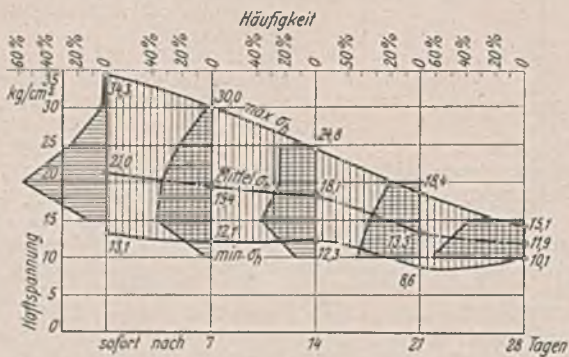 Häufigkeit
60% 40 20% 0 40% 20% 0 40% 20% 0 50% 20% 0 60% 40% 20% 0
kg/cm²
35
30
25
20
15
10
5
0
Haftspannung
34,3
30,0
max σh
24,8
21,0
Mittel σh
19,4
18,1
18,4
15,1
13,1
12,1
min σh
12,3
13,3
11,9
10,1
8,6
sofort nach 7 14 21 28 Tagen